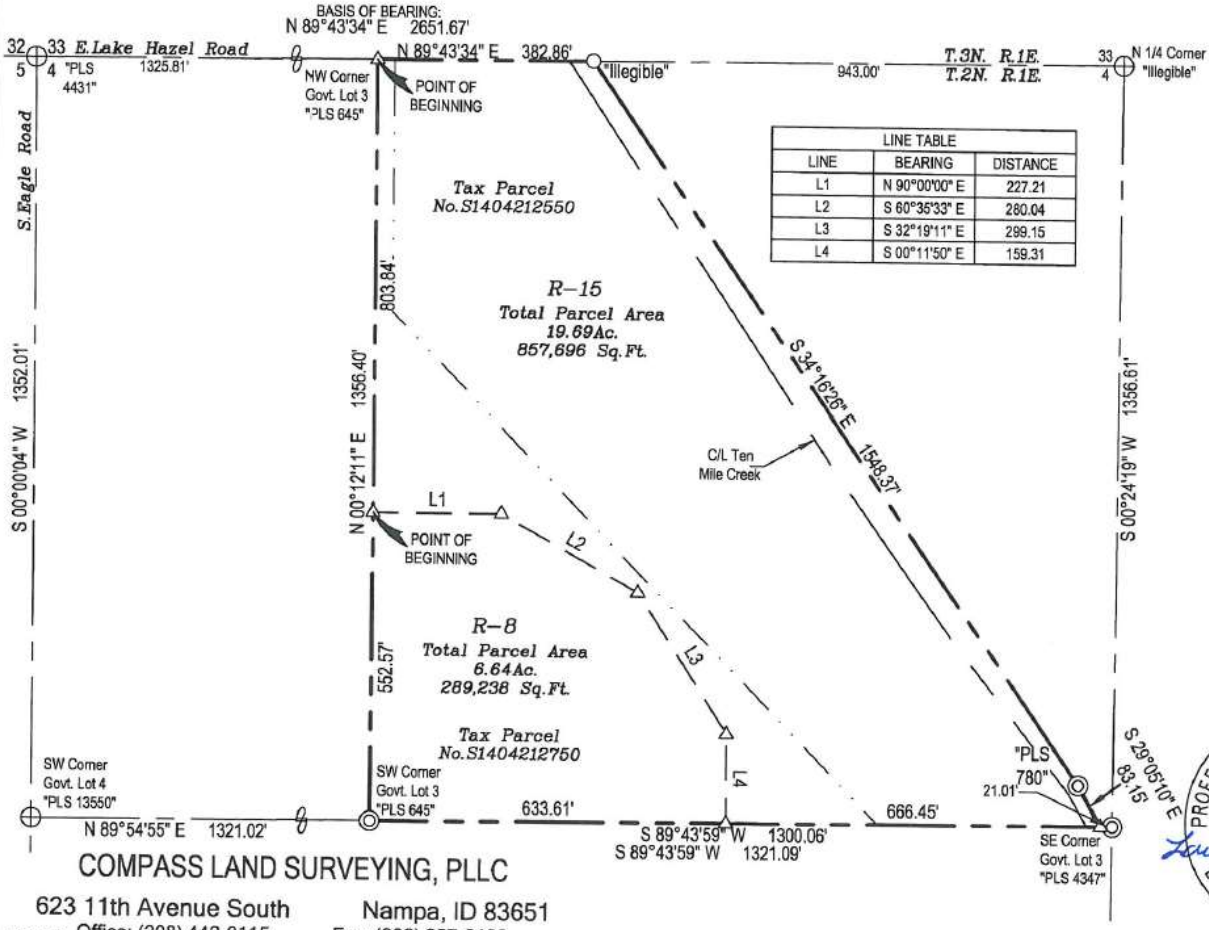 BASIS OF BEARING:
N 89°43'34" E 2651.67'
32 33 E.Lake Hazel Road
5 4 "PLS 4431"
1325.81'
N 89°43'34" E 382.86'
"Illegible"
943.00'
T.3N. R.1E.
T.2N. R.1E.
33
4
N 1/4 Corner
"Illegible"
NW Corner
Govt. Lot 3
"PLS 645"
POINT OF
BEGINNING
S.Eagle Road
LINE TABLE
LINE BEARING DISTANCE
L1 N 90°00'00" E 227.21
L2 S 60°35'33" E 280.04
L3 S 32°19'11" E 299.15
L4 S 00°11'50" E 159.31
Tax Parcel
No.S1404212550
803.84'
R-15
Total Parcel Area
19.69Ac.
857,696 Sq.Ft.
S 00°00'04" W 1352.01'
N 00°12'11" E 1356.40'
S 34°16'26" E 1548.37'
S 00°24'19" W 1356.61'
C/L Ten
Mile Creek
L1
L2
POINT OF
BEGINNING
R-8
Total Parcel Area
6.64Ac.
289,238 Sq.Ft.
552.57'
L3
Tax Parcel
No.S1404212750
L4
"PLS
780"
21.01'
S 29°05'10" E
83.15'
SW Corner
Govt. Lot 4
"PLS 13550"
SW Corner
Govt. Lot 3
"PLS 645"
633.61'
666.45'
N 89°54'55" E 1321.02'
S 89°43'59" W 1300.06'
S 89°43'59" W 1321.09'
SE Corner
Govt. Lot 3
"PLS 4347"
COMPASS LAND SURVEYING, PLLC
623 11th Avenue South Nampa, ID 83651